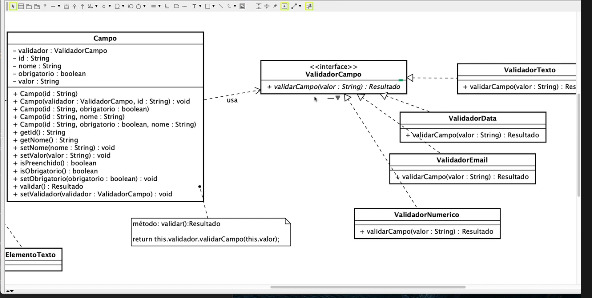 Campo
- validador : ValidadorCampo
- id : String
- nome : String
- obrigatorio : boolean
- valor : String
+ Campo(id : String)
+ Campo(validador : ValidadorCampo, id : String) : void
+ Campo(id : String, obrigatorio : boolean)
+ Campo(id : String, nome : String)
+ Campo(id : String, obrigatorio : boolean, nome : String)
+ getId() : String
+ getNome() : String
+ setNome(nome : String) : void
+ setValor(valor : String) : void
+ isPreenchido() : boolean
+ isObrigatorio() : boolean
+ setObrigatorio(obrigatorio : boolean) : void
+ validar() : Resultado
+ setValidador(validador : ValidadorCampo) : void
usa
<<interface>>
ValidadorCampo
+ validarCampo(valor : String) : Resultado
ValidadorTexto
+ validarCampo(valor : String) : Resu
ValidadorData
+ validarCampo(valor : String) : Resultado
ValidadorEmail
+ validarCampo(valor : String) : Resultado
ValidadorNumerico
+ validarCampo(valor : String) : Resultado
método: validar():Resultado
return this.validador.validarCampo(this.valor);
ElementoTexto